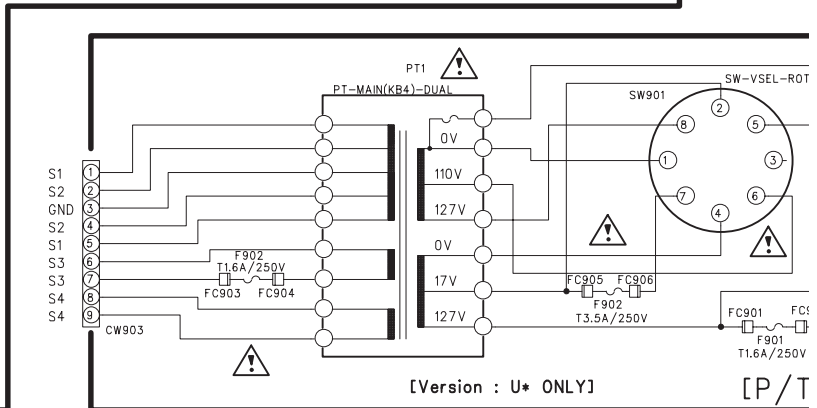 PT1
PT-MAIN(KB4)-DUAL
SW901
SW-VSEL-ROT
2
8
5
1
3
7
6
4
0V
110V
127V
0V
17V
127V
S1 1
S2 2
GND 3
S2 4
S1 5
S3 6
S3 7
S4 8
S4 9
CW903
F902
T1.6A/250V
FC903 FC904
FC905 FC906
F902
T3.5A/250V
FC901 FC9
F901
T1.6A/250V
[Version : U* ONLY]
[P/T